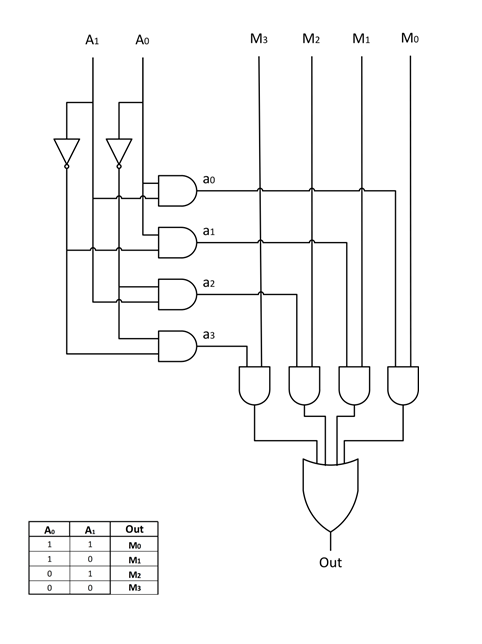 A₁ A₀ M₃ M₂ M₁ M₀
a0
a1
a2
a3
Out
A₀ A₁ Out
1 1 M₀
1 0 M₁
0 1 M₂
0 0 M₃